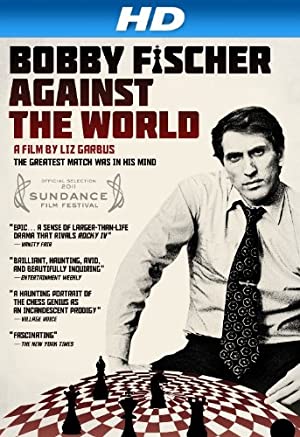 HD
BOBBY FISCHER
AGAINST
THE WORLD
A FILM BY LIZ GARBUS
THE GREATEST MATCH WAS IN HIS MIND
OFFICIAL SELECTION
2011
SUNDANCE
FILM FESTIVAL
"EPIC... A SENSE OF LARGER-THAN-LIFE
DRAMA THAT RIVALS ROCKY IV"
— VANITY FAIR
"BRILLIANT, HAUNTING, AVID,
AND BEAUTIFULLY INQUIRING"
— ENTERTAINMENT WEEKLY
"A HAUNTING PORTRAIT OF
THE CHESS GENIUS AS
AN INCANDESCENT PRODIGY"
— VILLAGE VOICE
"FASCINATING"
— THE NEW YORK TIMES